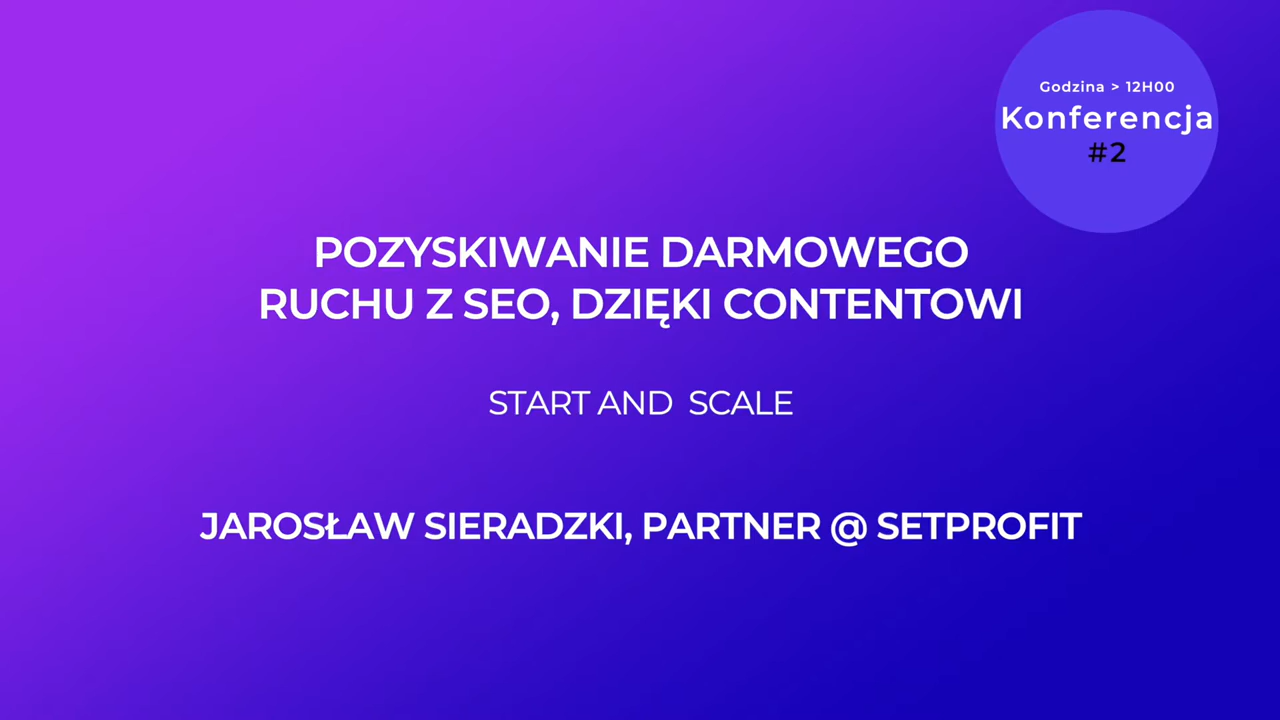 Godzina > 12H00
Konferencja
#2
POZYSKIWANIE DARMOWEGO
RUCHU Z SEO, DZIĘKI CONTENTOWI
START AND SCALE
JAROSŁAW SIERADZKI, PARTNER @ SETPROFIT